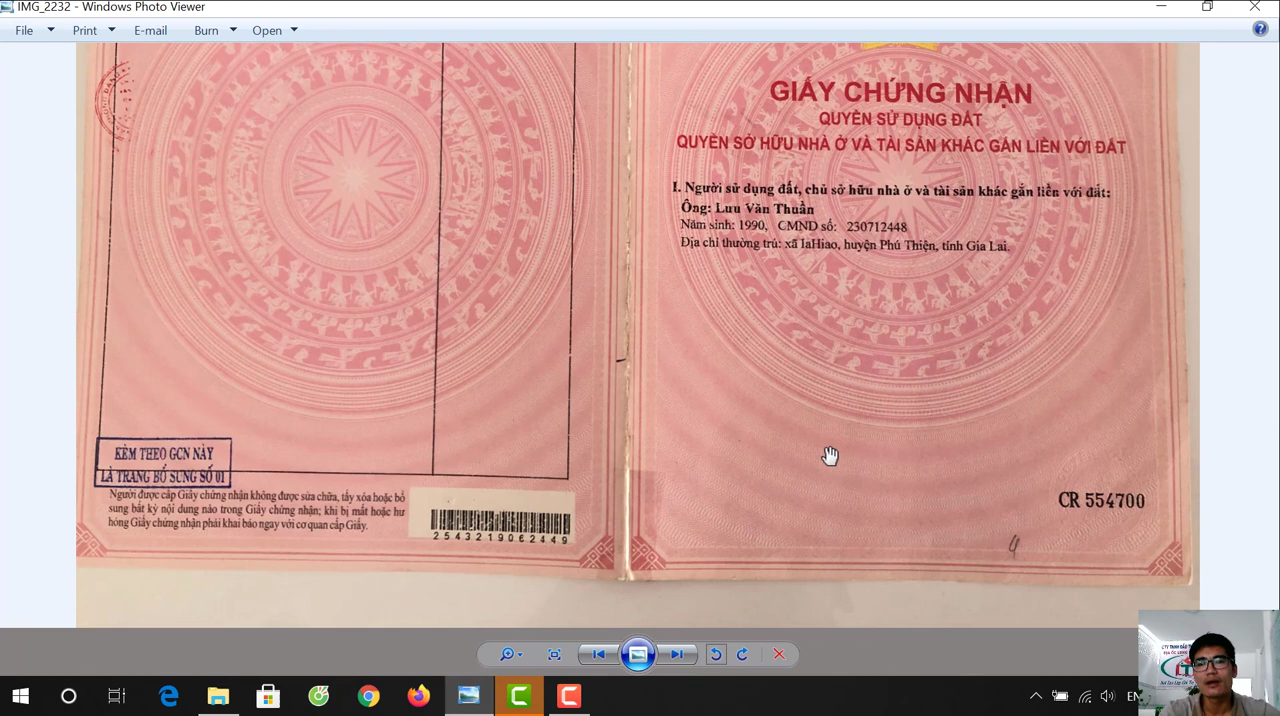 IMG_2232 - Windows Photo Viewer
File Print E-mail Burn Open
GIẤY CHỨNG NHẬN
QUYỀN SỬ DỤNG ĐẤT
QUYỀN SỞ HỮU NHÀ Ở VÀ TÀI SẢN KHÁC GẮN LIỀN VỚI ĐẤT
I. Người sử dụng đất, chủ sở hữu nhà ở và tài sản khác gắn liền với đất:
Ông: Lưu Văn Thuần
Năm sinh: 1990, CMND số: 230712448
Địa chỉ thường trú: xã IaHiao, huyện Phú Thiện, tỉnh Gia Lai.
KÈM THEO GCN NÀY
LÀ TRANG BỔ SUNG SỐ 01
Người được cấp Giấy chứng nhận không được sửa chữa, tẩy xóa hoặc bổ
sung bất kỳ nội dung nào trong Giấy chứng nhận; khi bị mất hoặc hư
hỏng Giấy chứng nhận phải khai báo ngay với cơ quan cấp Giấy.
2543219062449
CR 554700
4